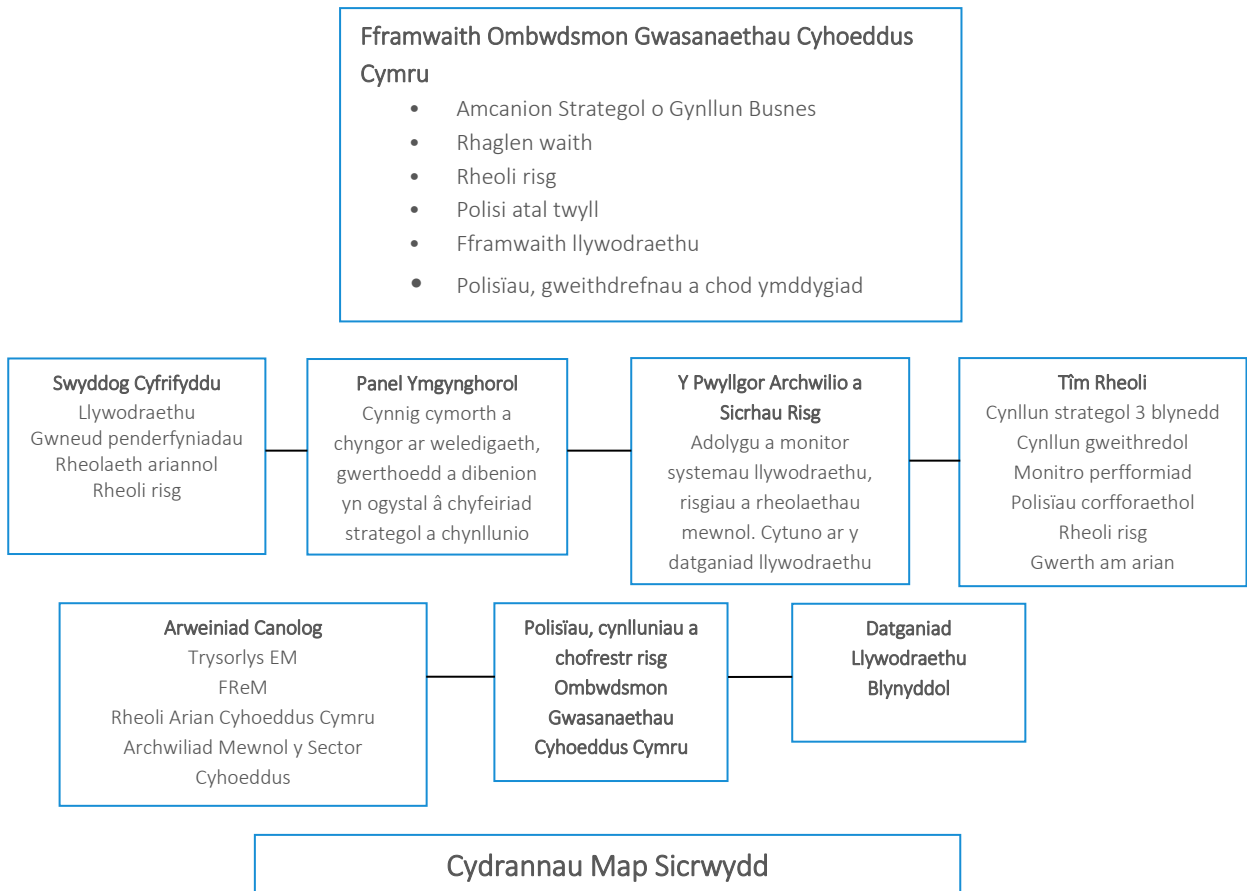 Fframwaith Ombwdsmon Gwasanaethau Cyhoeddus
Cymru
• Amcanion Strategol o Gynllun Busnes
• Rhaglen waith
• Rheoli risg
• Polisi atal twyll
• Fframwaith llywodraethu
• Polisïau, gweithdrefnau a chod ymddygiad
Swyddog Cyfrifyddu
Llywodraethu
Gwneud penderfyniadau
Rheolaeth ariannol
Rheoli risg
Panel Ymgynghorol
Cynnig cymorth a
chyngor ar weledigaeth,
gwerthoedd a dibenion
yn ogystal â chyfeiriad
strategol a chynllunio
Y Pwyllgor Archwilio a
Sicrhau Risg
Adolygu a monitor
systemau llywodraethu,
risgiau a rheolaethau
mewnol. Cytuno ar y
datganiad llywodraethu
Tîm Rheoli
Cynllun strategol 3 blynedd
Cynllun gweithredol
Monitro perfformiad
Polisïau corfforaethol
Rheoli risg
Gwerth am arian
Arweiniad Canolog
Trysorlys EM
FReM
Rheoli Arian Cyhoeddus Cymru
Archwiliad Mewnol y Sector
Cyhoeddus
Polisïau, cynlluniau a
chofrestr risg
Ombwdsmon
Gwasanaethau
Cyhoeddus Cymru
Datganiad
Llywodraethu
Blynyddol
Cydrannau Map Sicrwydd